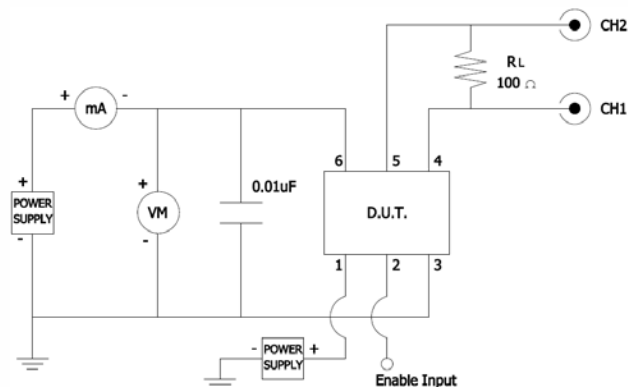 CH2
RL
100 Ω
CH1
+ mA -
6 5 4
+
POWER
SUPPLY
-
+
VM
-
0.01uF
D.U.T.
1 2 3
- POWER
SUPPLY +
Enable Input